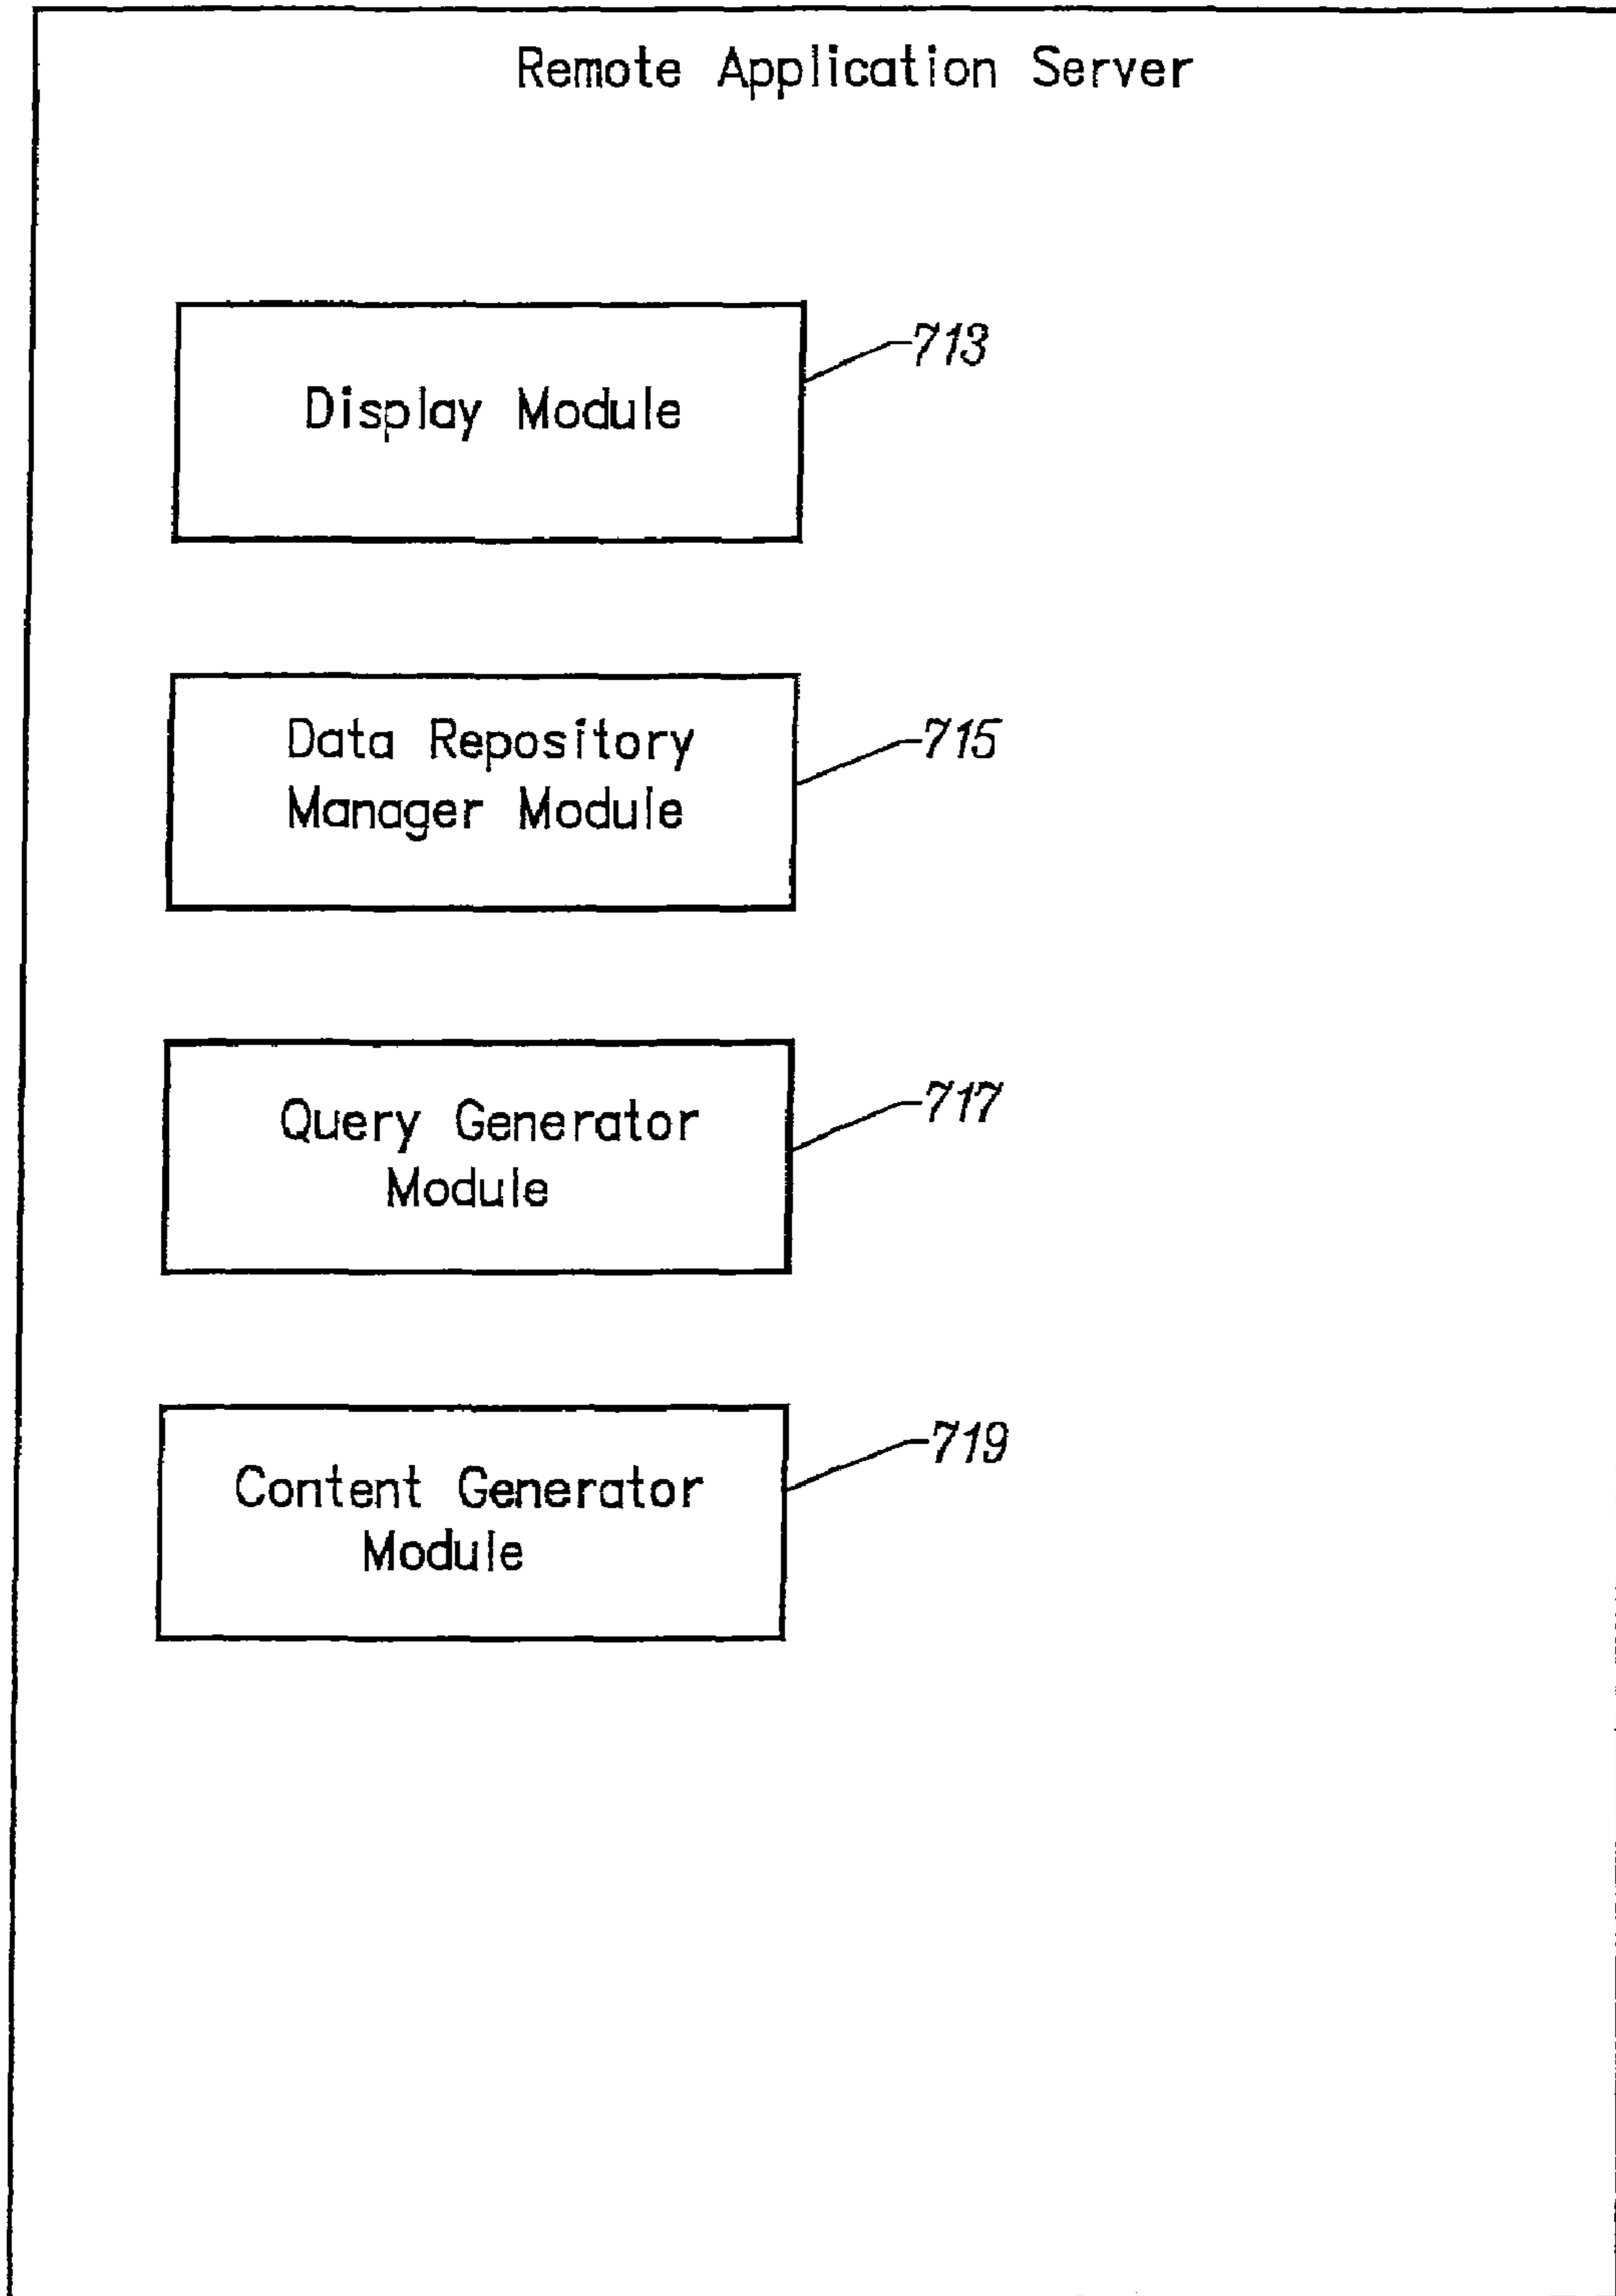 Remote Application Server
Display Module
713
Data Repository
Manager Module
715
Query Generator
Module
717
Content Generator
Module
719